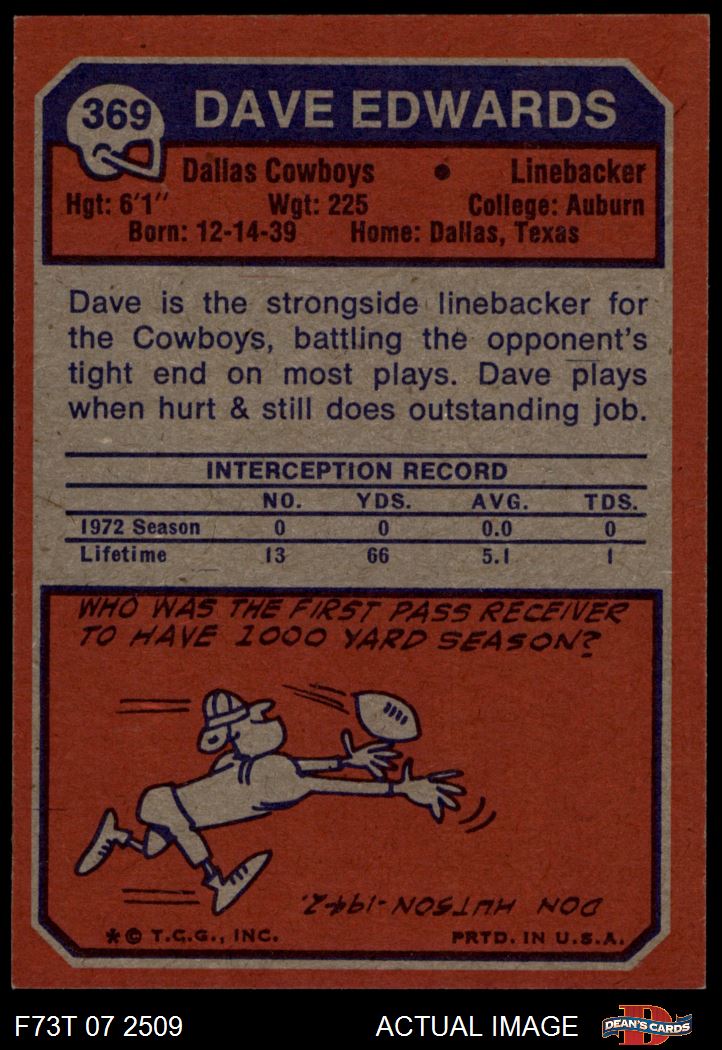 369 DAVE EDWARDS
Dallas Cowboys • Linebacker
Hgt: 6'1" Wgt: 225 College: Auburn
Born: 12-14-39 Home: Dallas, Texas
Dave is the strongside linebacker for
the Cowboys, battling the opponent's
tight end on most plays. Dave plays
when hurt & still does outstanding job.
INTERCEPTION RECORD
NO. YDS. AVG. TDS.
1972 Season 0 0 0.0 0
Lifetime 13 66 5.1 1
WHO WAS THE FIRST PASS RECEIVER
TO HAVE 1000 YARD SEASON?
DON HUTSON-1942.
*© T.C.G., INC. PRTD. IN U.S.A.
F73T 07 2509 ACTUAL IMAGE D DEAN'S CARDS